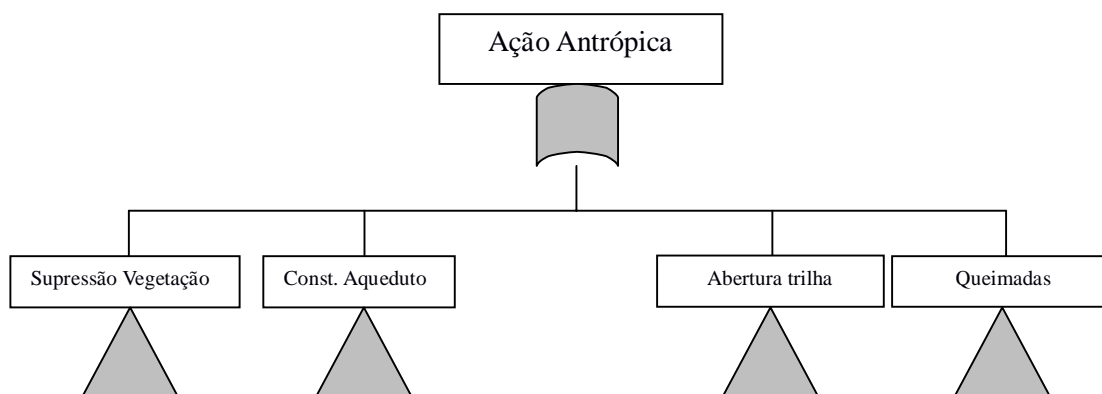 Ação Antrópica
Supressão Vegetação
Const. Aqueduto
Abertura trilha
Queimadas